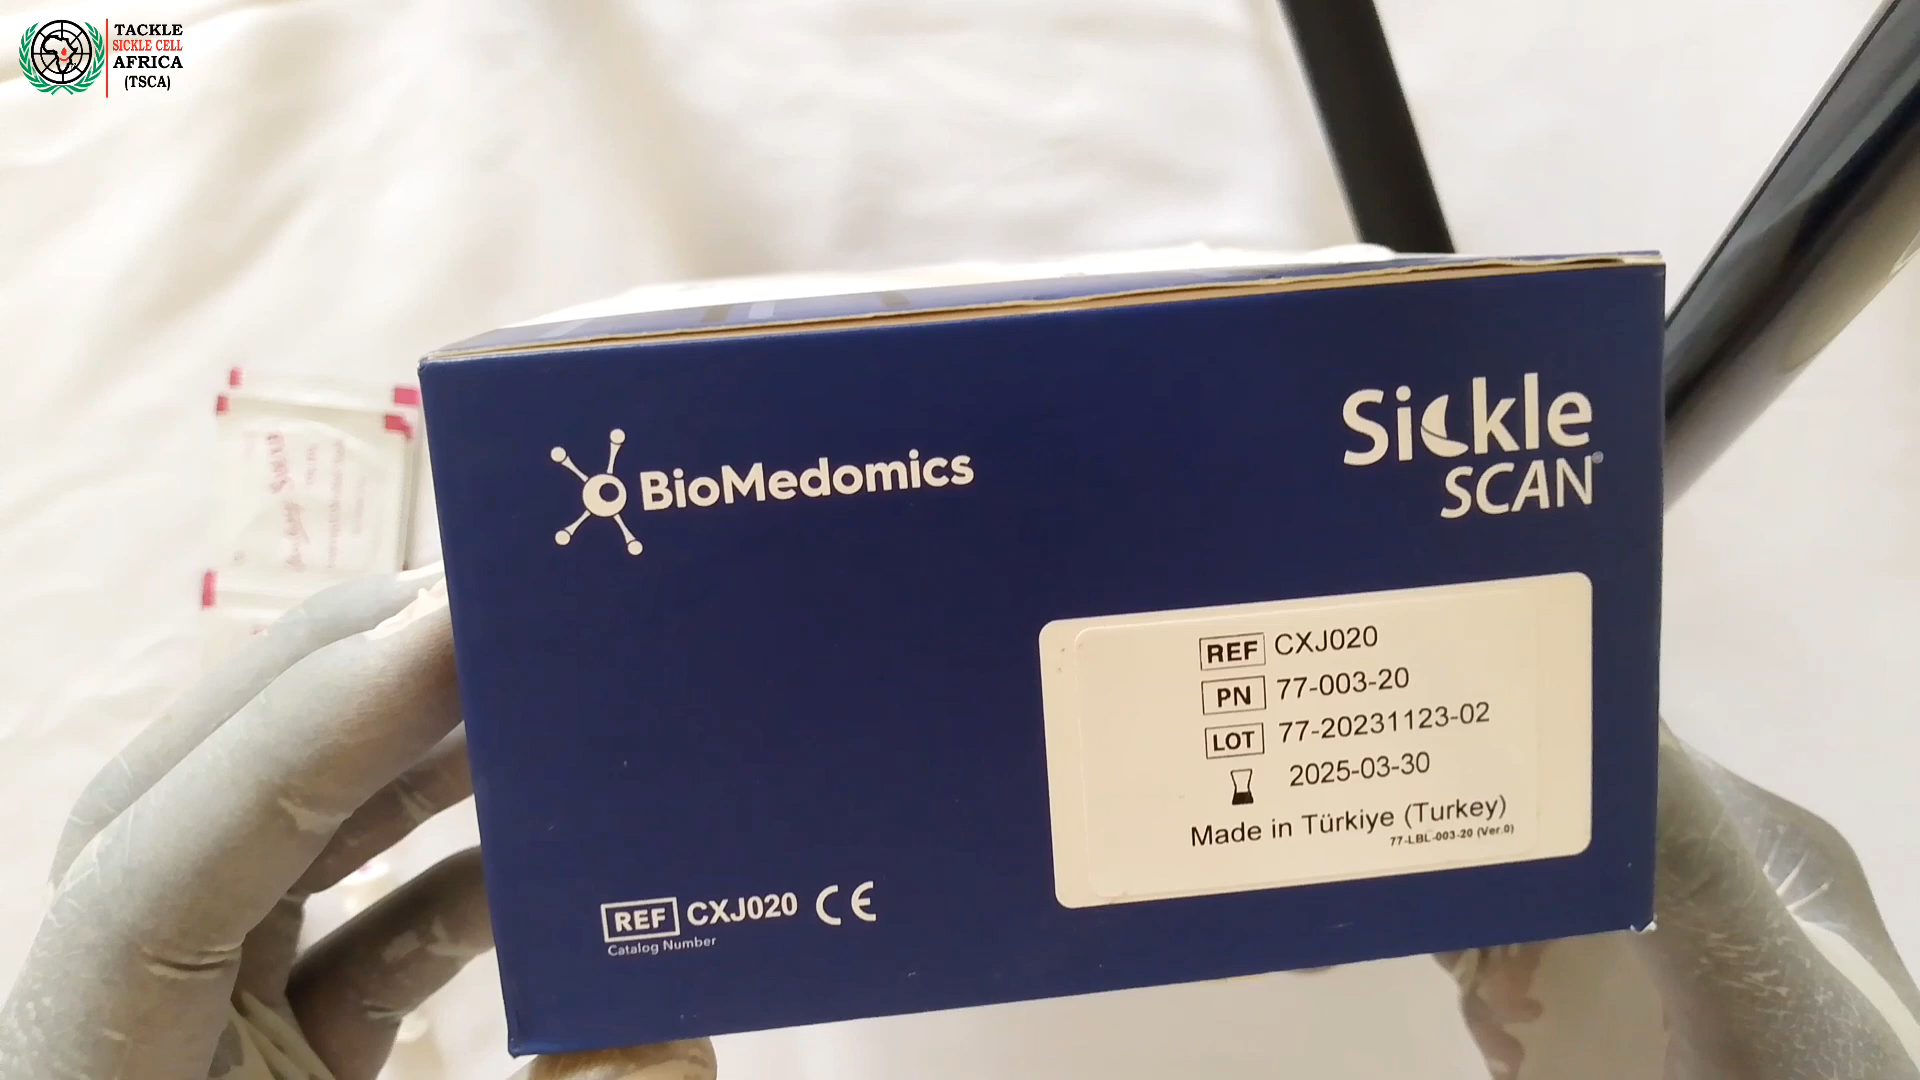 TACKLE
SICKLE CELL
AFRICA
(TSCA)
BioMedomics
Sickle
SCAN®
REF CXJ020
PN 77-003-20
LOT 77-20231123-02
2025-03-30
Made in Türkiye (Turkey)
77-LBL-003-20 (Ver.0)
REF CXJ020 CE
Catalog Number